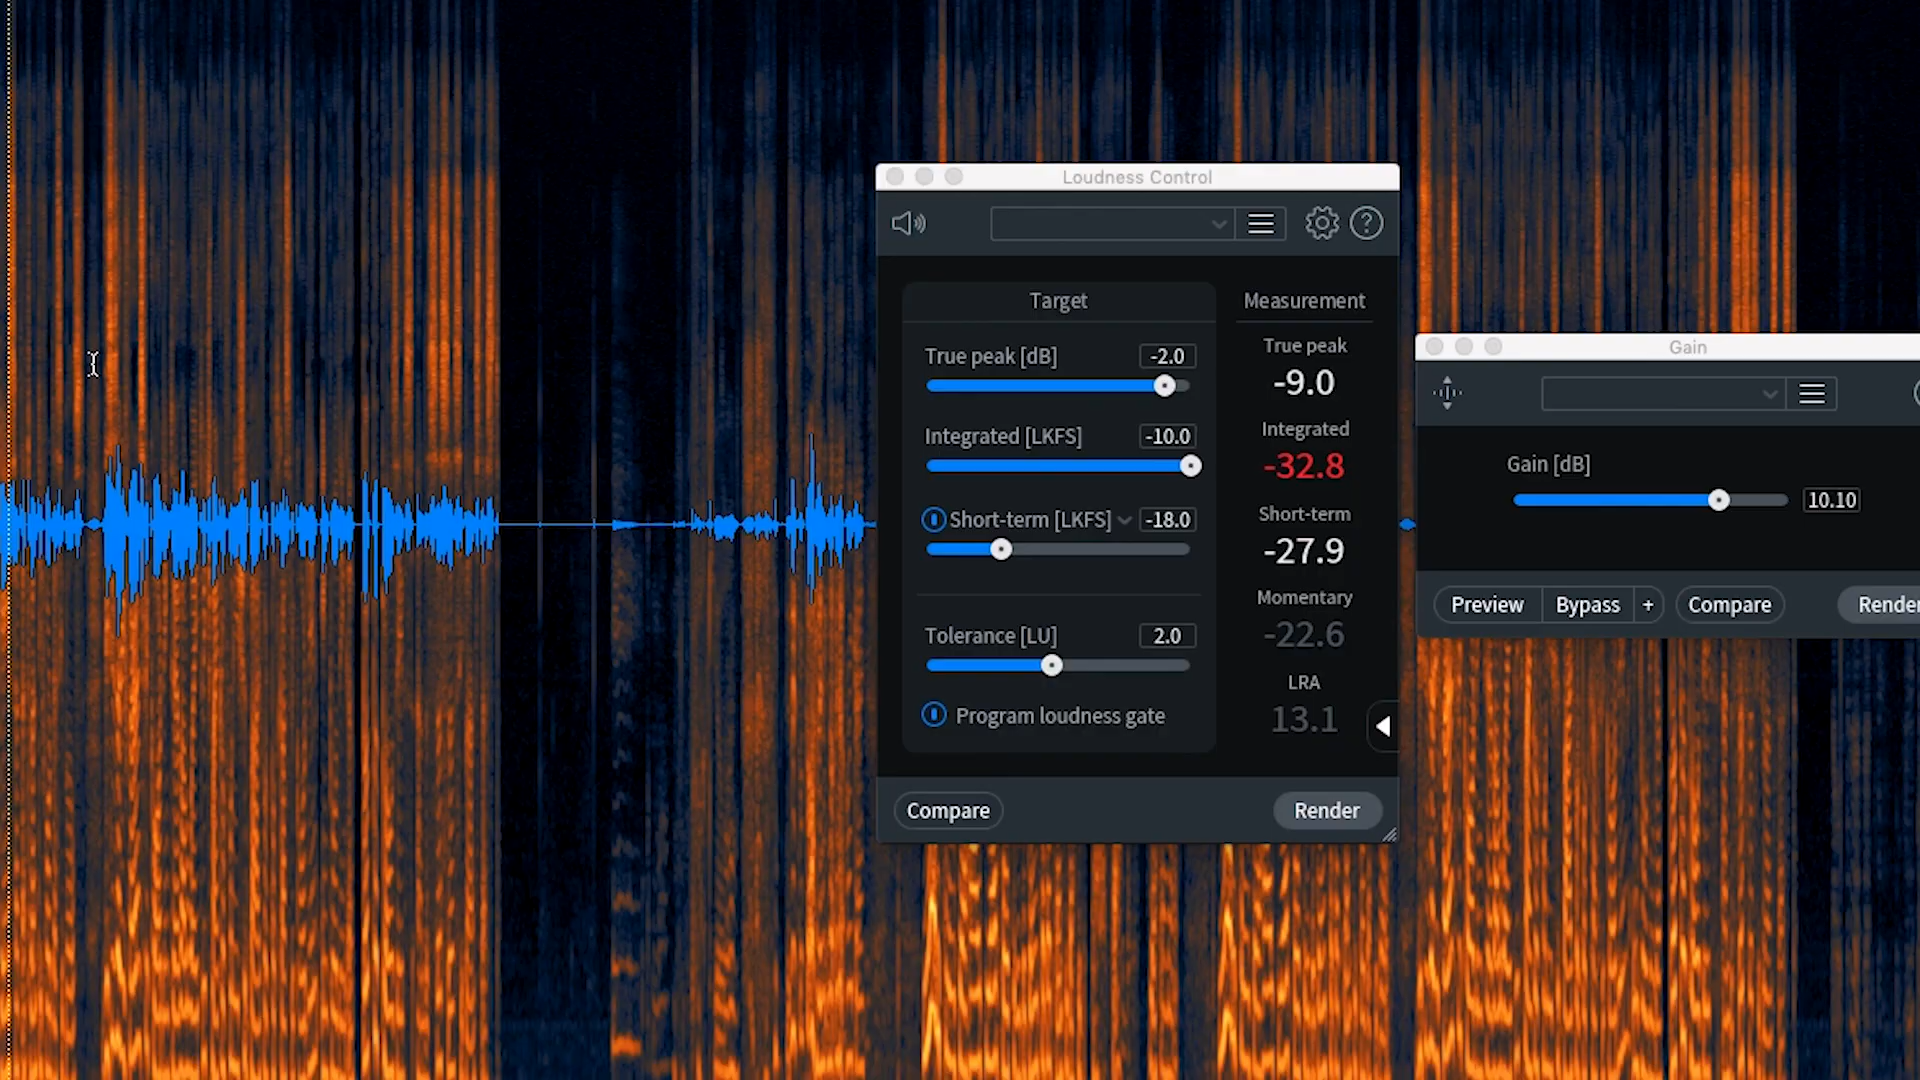 Loudness Control
Target
True peak [dB] -2.0
Integrated [LKFS] -10.0
Short-term [LKFS] -18.0
Tolerance [LU] 2.0
Program loudness gate
Measurement
True peak
-9.0
Integrated
-32.8
Short-term
-27.9
Momentary
-22.6
LRA
13.1
Compare Render
Gain
Gain [dB]
10.10
Preview Bypass + Compare Render